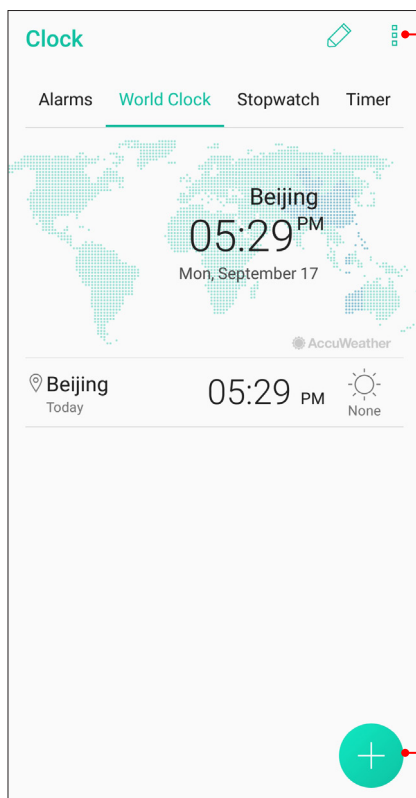 Clock
Alarms World Clock Stopwatch Timer
Beijing
05:29 PM
Mon, September 17
AccuWeather
Beijing 05:29 PM
Today None